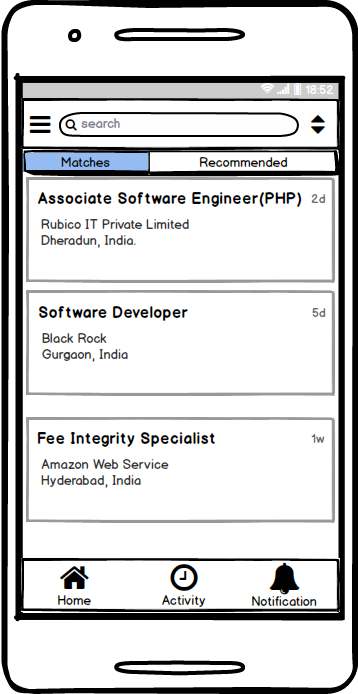 18:52
search
Matches
Recommended
Associate Software Engineer(PHP) 2d
Rubico IT Private Limited
Dheradun, India.
Software Developer 5d
Black Rock
Gurgaon, India
Fee Integrity Specialist 1w
Amazon Web Service
Hyderabad, India
Home
Activity
Notification